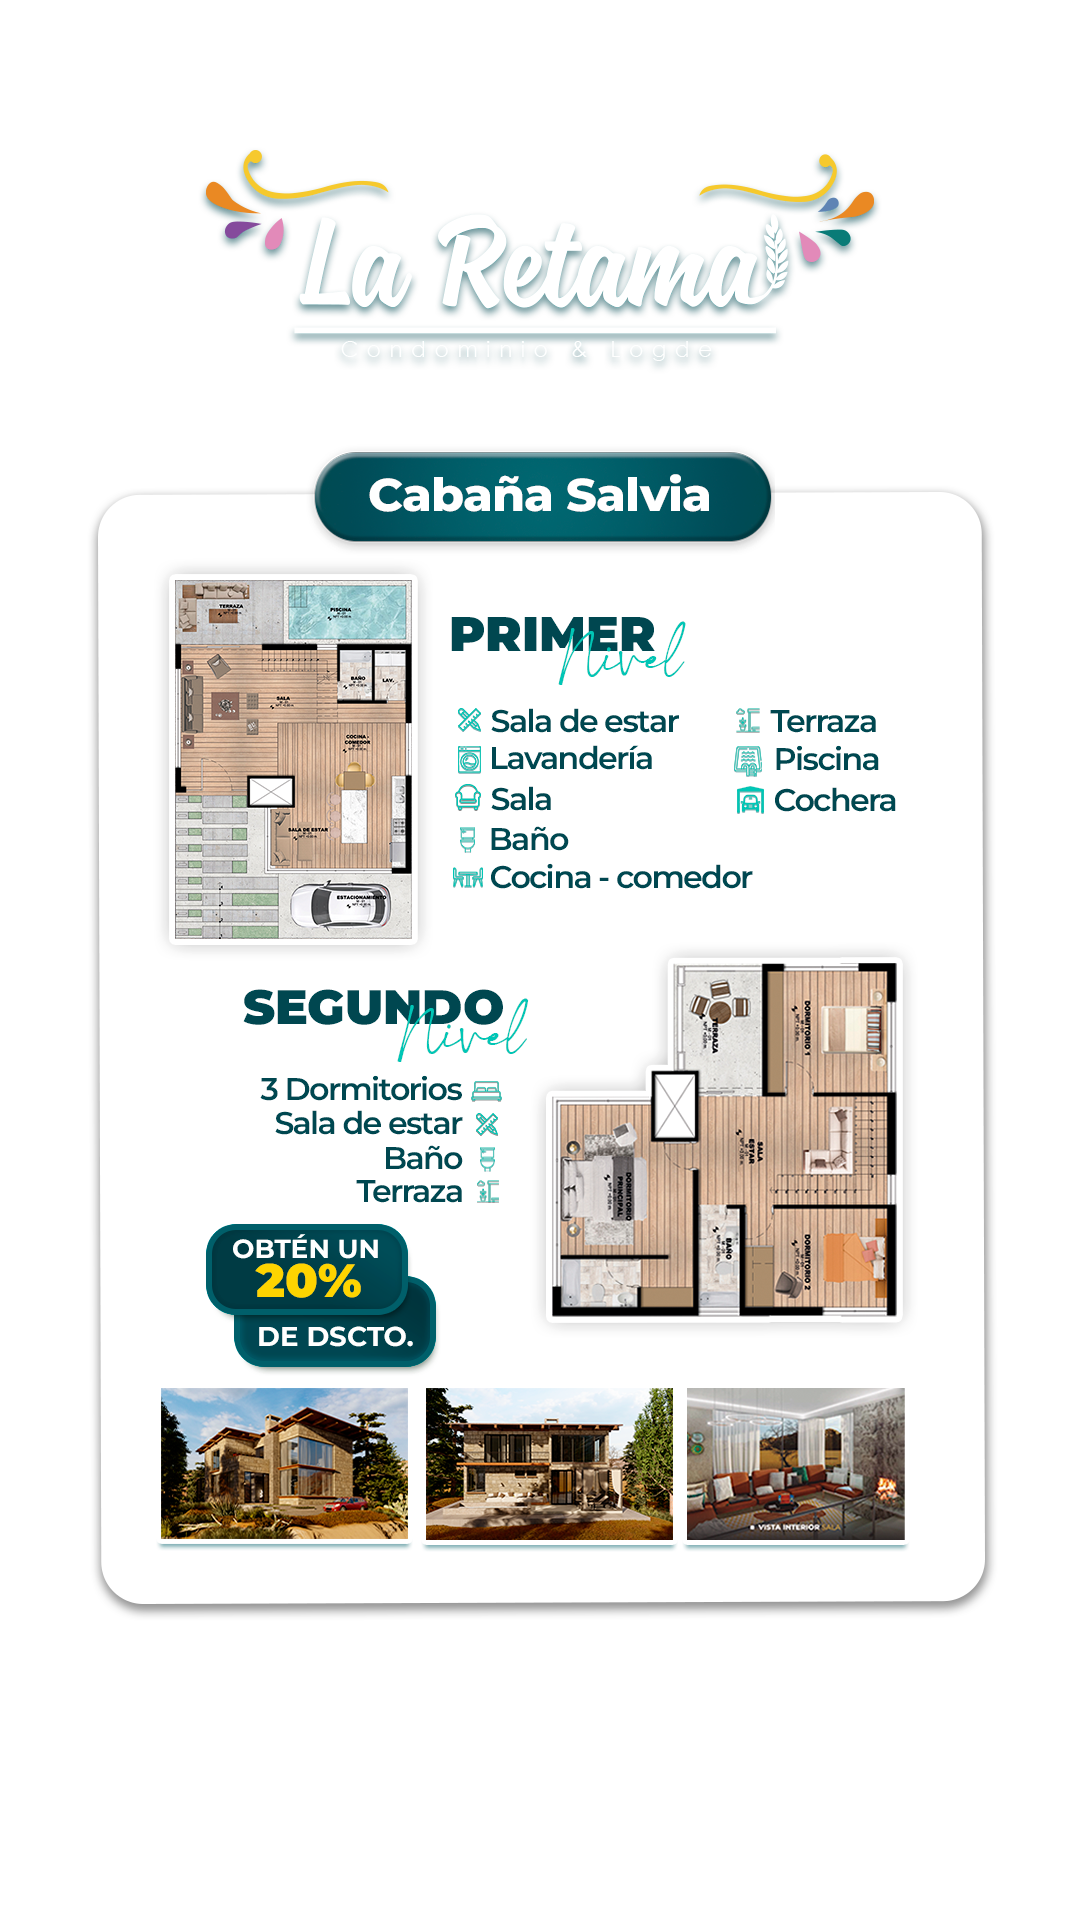 La Retama
Condominio & Logde
Cabaña Salvia
TERRAZA
PISCINA
BAÑO
LAV.
SALA
COCINA -
COMEDOR
SALA DE ESTAR
ESTACIONAMIENTO
PRIMER
Nivel
Sala de estar
Lavandería
Sala
Baño
Cocina - comedor
Terraza
Piscina
Cochera
SEGUNDO
Nivel
3 Dormitorios
Sala de estar
Baño
Terraza
TERRAZA
DORMITORIO 1
SALA
ESTAR
DORMITORIO
PRINCIPAL
BAÑO
DORMITORIO 2
OBTÉN UN
20%
DE DSCTO.
VISTA INTERIOR SALA